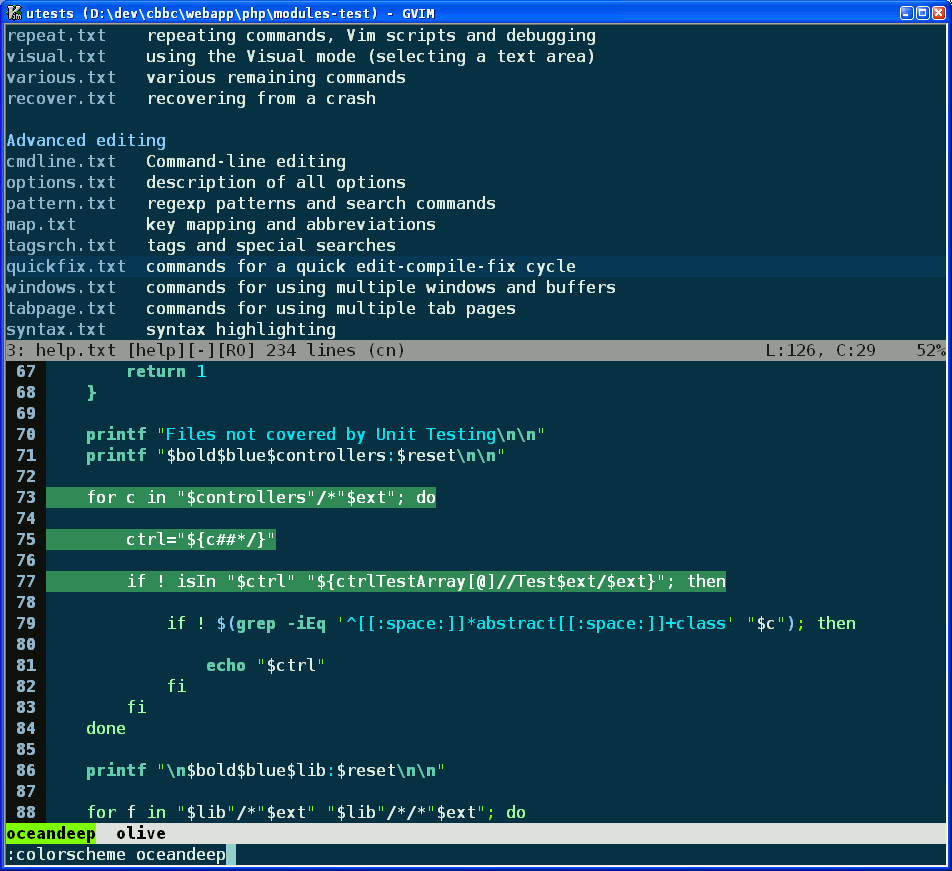 utests (D:\dev\cbbc\webapp\php\modules-test) - GVIM
repeat.txt   repeating commands, Vim scripts and debugging
visual.txt   using the Visual mode (selecting a text area)
various.txt   various remaining commands
recover.txt   recovering from a crash
Advanced editing
cmdline.txt   Command-line editing
options.txt   description of all options
pattern.txt   regexp patterns and search commands
map.txt   key mapping and abbreviations
tagsrch.txt   tags and special searches
quickfix.txt   commands for a quick edit-compile-fix cycle
windows.txt   commands for using multiple windows and buffers
tabpage.txt   commands for using multiple tab pages
syntax.txt   syntax highlighting
3: help.txt [help][-][RO] 234 lines (cn)   L:126, C:29   52%
67         return 1
68     }
69
70     printf "Files not covered by Unit Testing\n\n"
71     printf "$bold$blue$controllers:$reset\n\n"
72
73     for c in "$controllers"/*"$ext"; do
74
75         ctrl="${c##*/}"
76
77         if ! isIn "$ctrl" "${ctrlTestArray[@]//Test$ext/$ext}"; then
78
79             if ! $(grep -iEq '^[[:space:]]*abstract[[:space:]]+class' "$c"); then
80
81                 echo "$ctrl"
82             fi
83         fi
84     done
85
86     printf "\n$bold$blue$lib:$reset\n\n"
87
88     for f in "$lib"/*"$ext" "$lib"/*/*"$ext"; do
oceandeep  olive
:colorscheme oceandeep